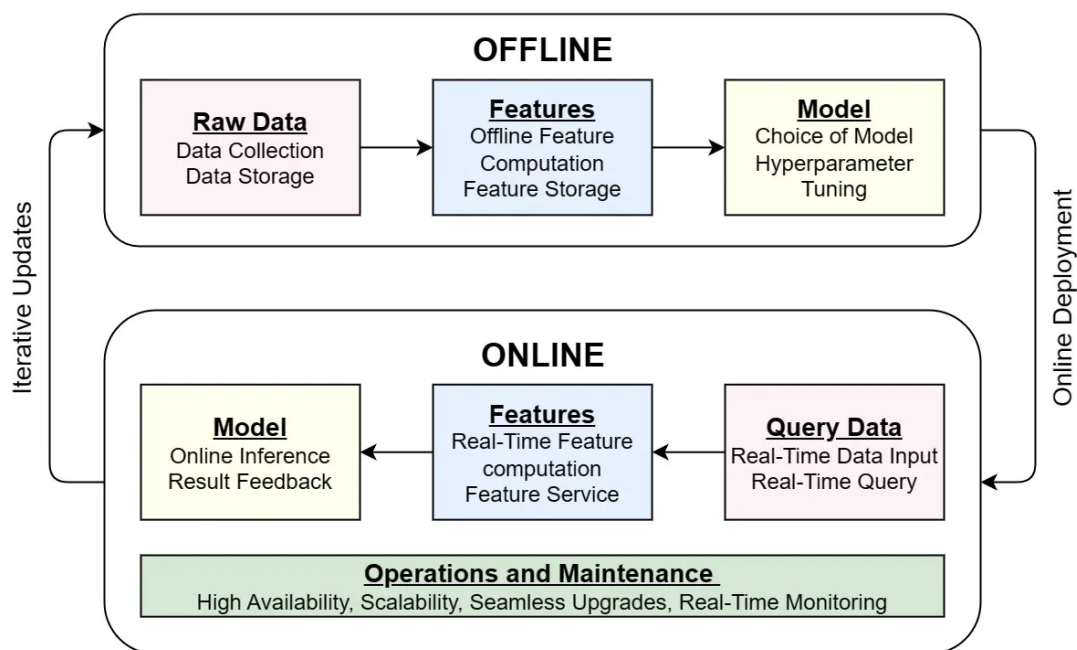 OFFLINE
Raw Data
Data Collection
Data Storage
Features
Offline Feature
Computation
Feature Storage
Model
Choice of Model
Hyperparameter
Tuning
Iterative Updates
Online Deployment
ONLINE
Model
Online Inference
Result Feedback
Features
Real-Time Feature
computation
Feature Service
Query Data
Real-Time Data Input
Real-Time Query
Operations and Maintenance
High Availability, Scalability, Seamless Upgrades, Real-Time Monitoring